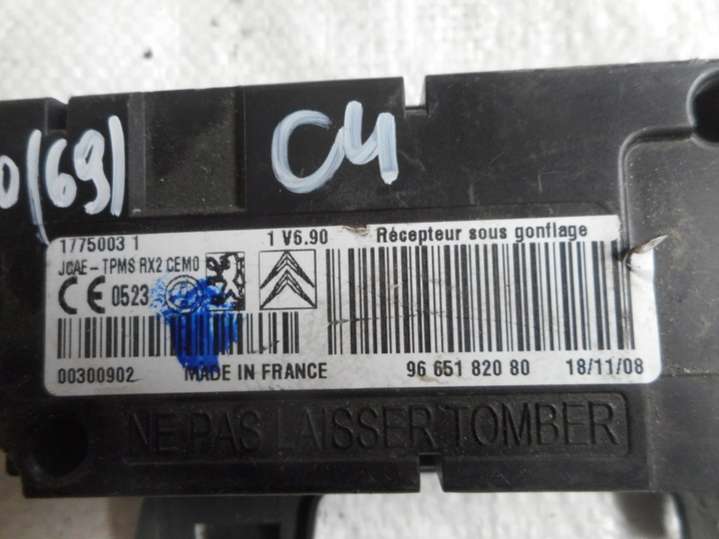 0(69)
C4
1775003 1
1 V6.90
Récepteur sous gonflage
JCAE-TPMS RX2 CEM0
CE 0523
00300902
MADE IN FRANCE
96 651 820 80
18/11/08
NE PAS LAISSER TOMBER